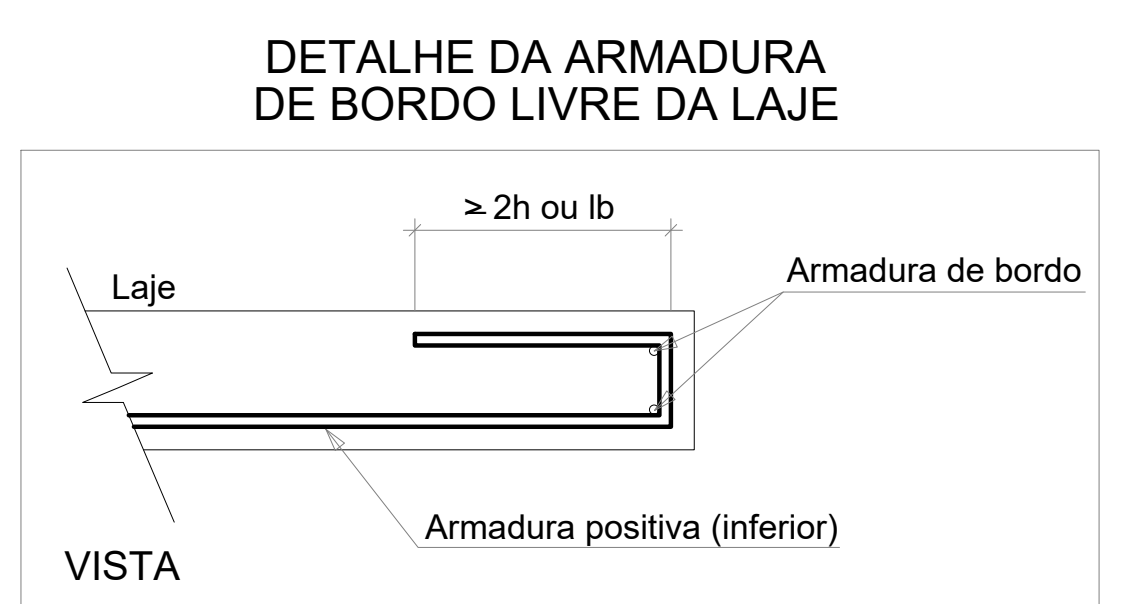 DETALHE DA ARMADURA
DE BORDO LIVRE DA LAJE
≥ 2h ou lb
Armadura de bordo
Laje
Armadura positiva (inferior)
VISTA